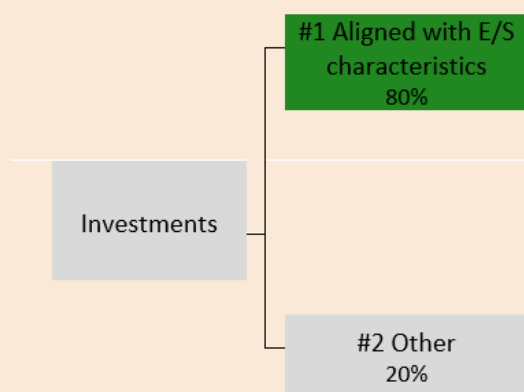 #1 Aligned with E/S
characteristics
80%
Investments
#2 Other
20%